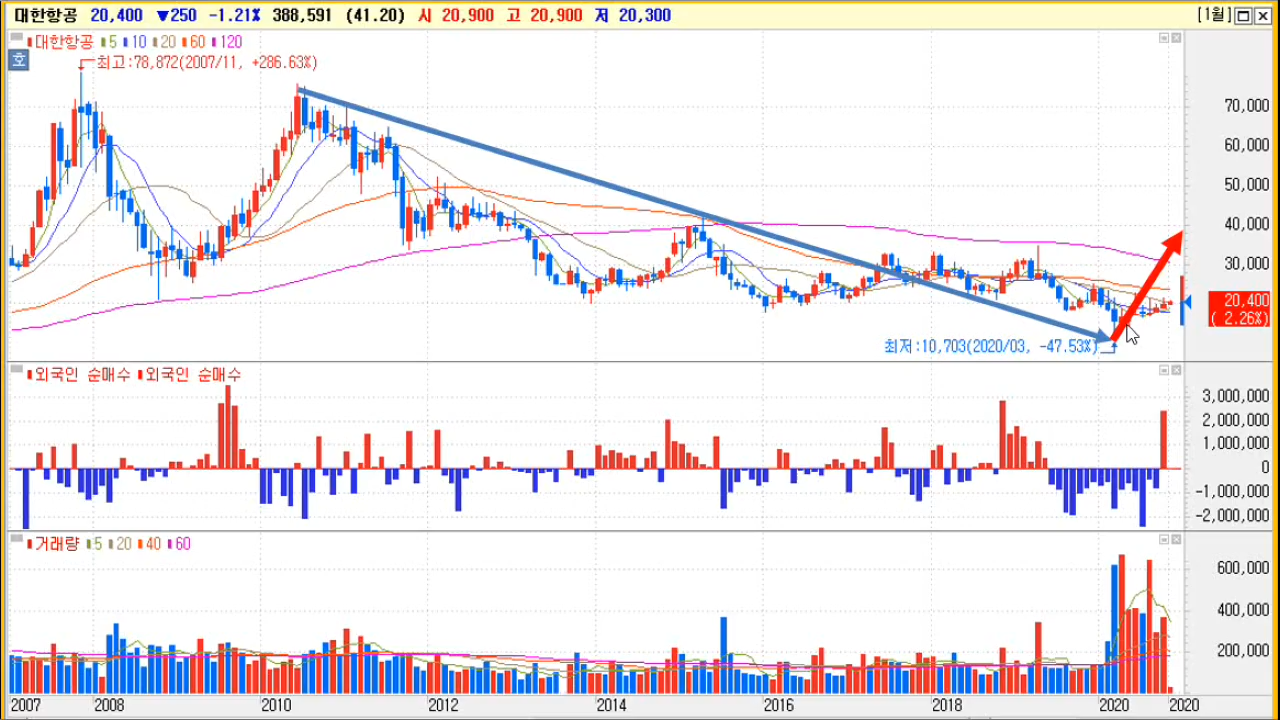 대한항공 20,400 ▼250 -1.21% 388,591 (41.20) 시 20,900 고 20,900 저 20,300 [1월]
대한항공 5 10 20 60 120
호
최고:78,872(2007/11, +286.63%)
70,000
60,000
50,000
40,000
30,000
20,400
(-2.26%)
최저:10,703(2020/03, -47.53%)
외국인 순매수 외국인 순매수
3,000,000
2,000,000
1,000,000
0
-1,000,000
-2,000,000
거래량 5 20 40 60
600,000
400,000
200,000
2007 2008 2010 2012 2014 2016 2018 2020 2020